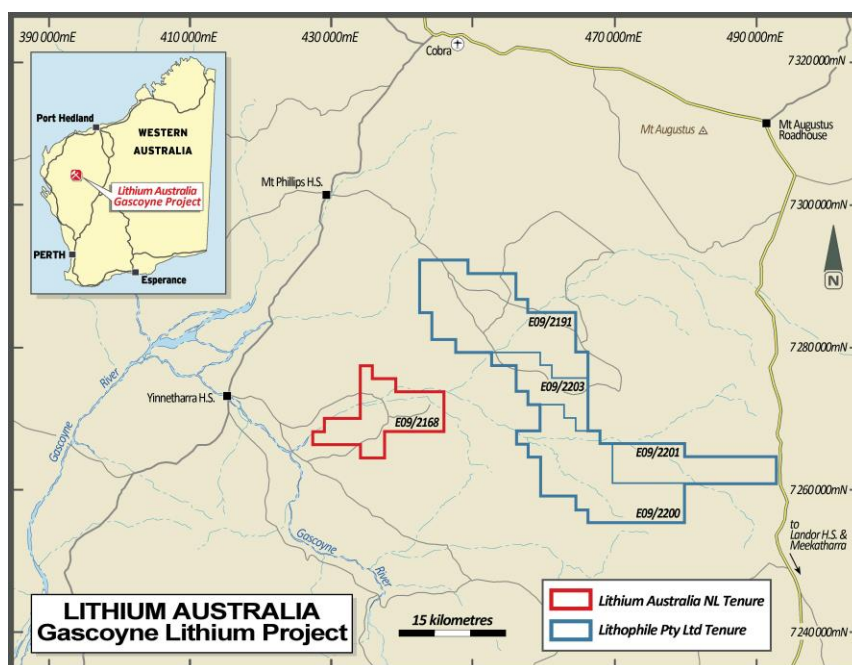 390 000mE
410 000mE
430 000mE
470 000mE
490 000mE
Cobra
7 320 000mN
Port Hedland
WESTERN
AUSTRALIA
Lithium Australia
Gascoyne Project
PERTH
Esperance
Mt Augustus
Mt Augustus
Roadhouse
Mt Phillips H.S.
7 300 000mN
N
E09/2191
7 280 000mN
E09/2203
Yinnetharra H.S.
River
Gascoyne
E09/2168
E09/2201
7 260 000mN
E09/2200
Gascoyne
River
to
Landor H.S. &
Meekatharra
LITHIUM AUSTRALIA
Gascoyne Lithium Project
15 kilometres
Lithium Australia NL Tenure
Lithophile Pty Ltd Tenure
7 240 000mN